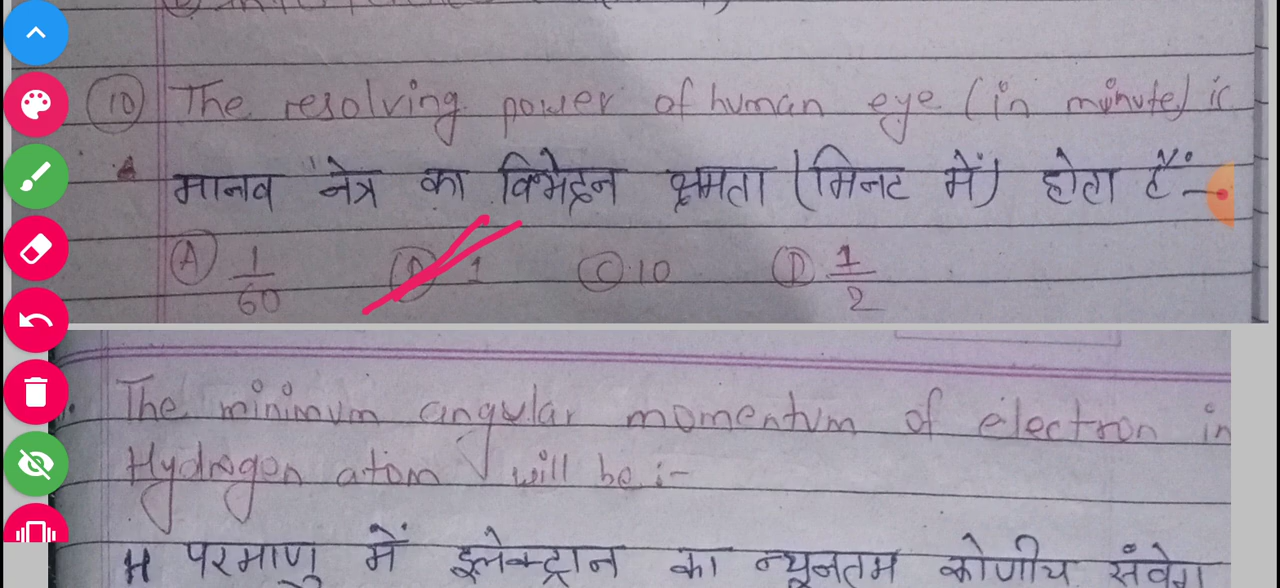 (10) The resolving power of human eye (in minute) is
मानव नेत्र का विभेदन क्षमता (मिनट में) होता हैं:-
(A) 1/60 (B) 1 (C) 10 (D) 1/2
The minimum angular momentum of electron in
Hydrogen atom will be :-
H परमाणु में इलेक्ट्रान का न्यूनतम कोणीय संवेग